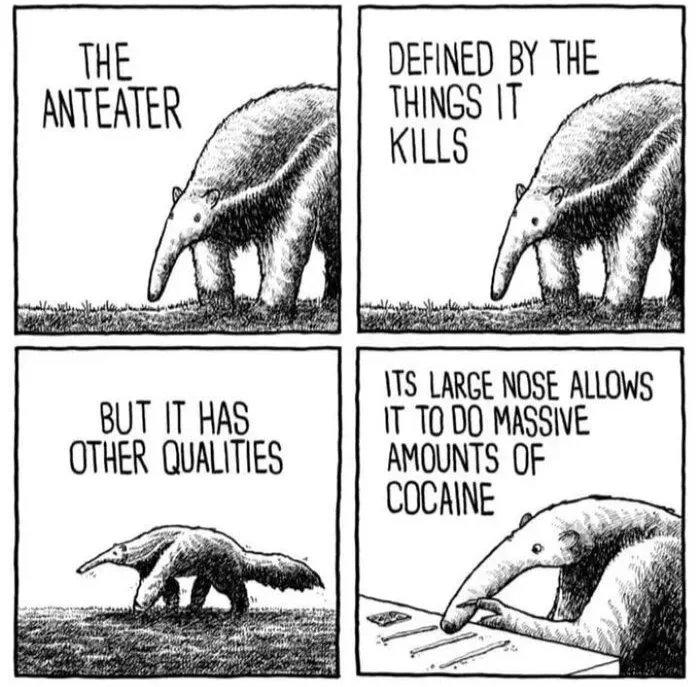 THE
ANTEATER
DEFINED BY THE
THINGS IT
KILLS
BUT IT HAS
OTHER QUALITIES
ITS LARGE NOSE ALLOWS
IT TO DO MASSIVE
AMOUNTS OF
COCAINE